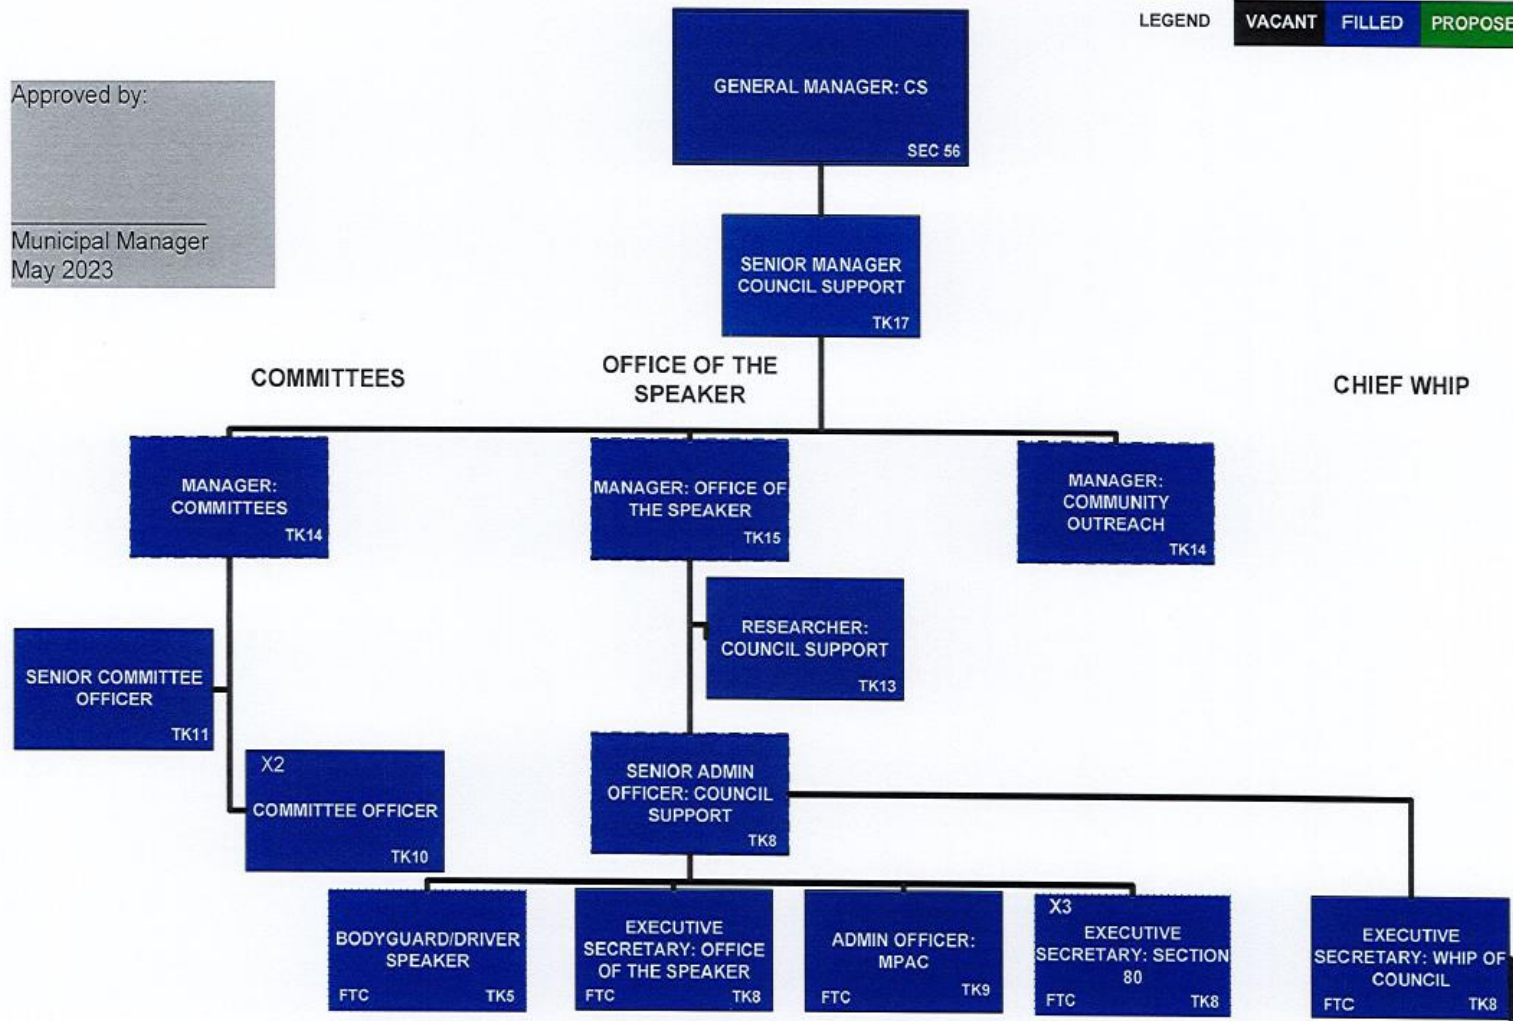 LEGEND VACANT FILLED PROPOSE
Approved by:
Municipal Manager
May 2023
GENERAL MANAGER: CS
SEC 56
SENIOR MANAGER
COUNCIL SUPPORT
TK17
COMMITTEES
OFFICE OF THE
SPEAKER
CHIEF WHIP
MANAGER:
COMMITTEES
TK14
MANAGER: OFFICE OF
THE SPEAKER
TK15
MANAGER:
COMMUNITY
OUTREACH
TK14
RESEARCHER:
COUNCIL SUPPORT
TK13
SENIOR COMMITTEE
OFFICER
TK11
X2
COMMITTEE OFFICER
TK10
SENIOR ADMIN
OFFICER: COUNCIL
SUPPORT
TK8
BODYGUARD/DRIVER
SPEAKER
FTC TK5
EXECUTIVE
SECRETARY: OFFICE
OF THE SPEAKER
FTC TK8
ADMIN OFFICER:
MPAC
FTC TK9
X3
EXECUTIVE
SECRETARY: SECTION
80
FTC TK8
EXECUTIVE
SECRETARY: WHIP OF
COUNCIL
FTC TK8